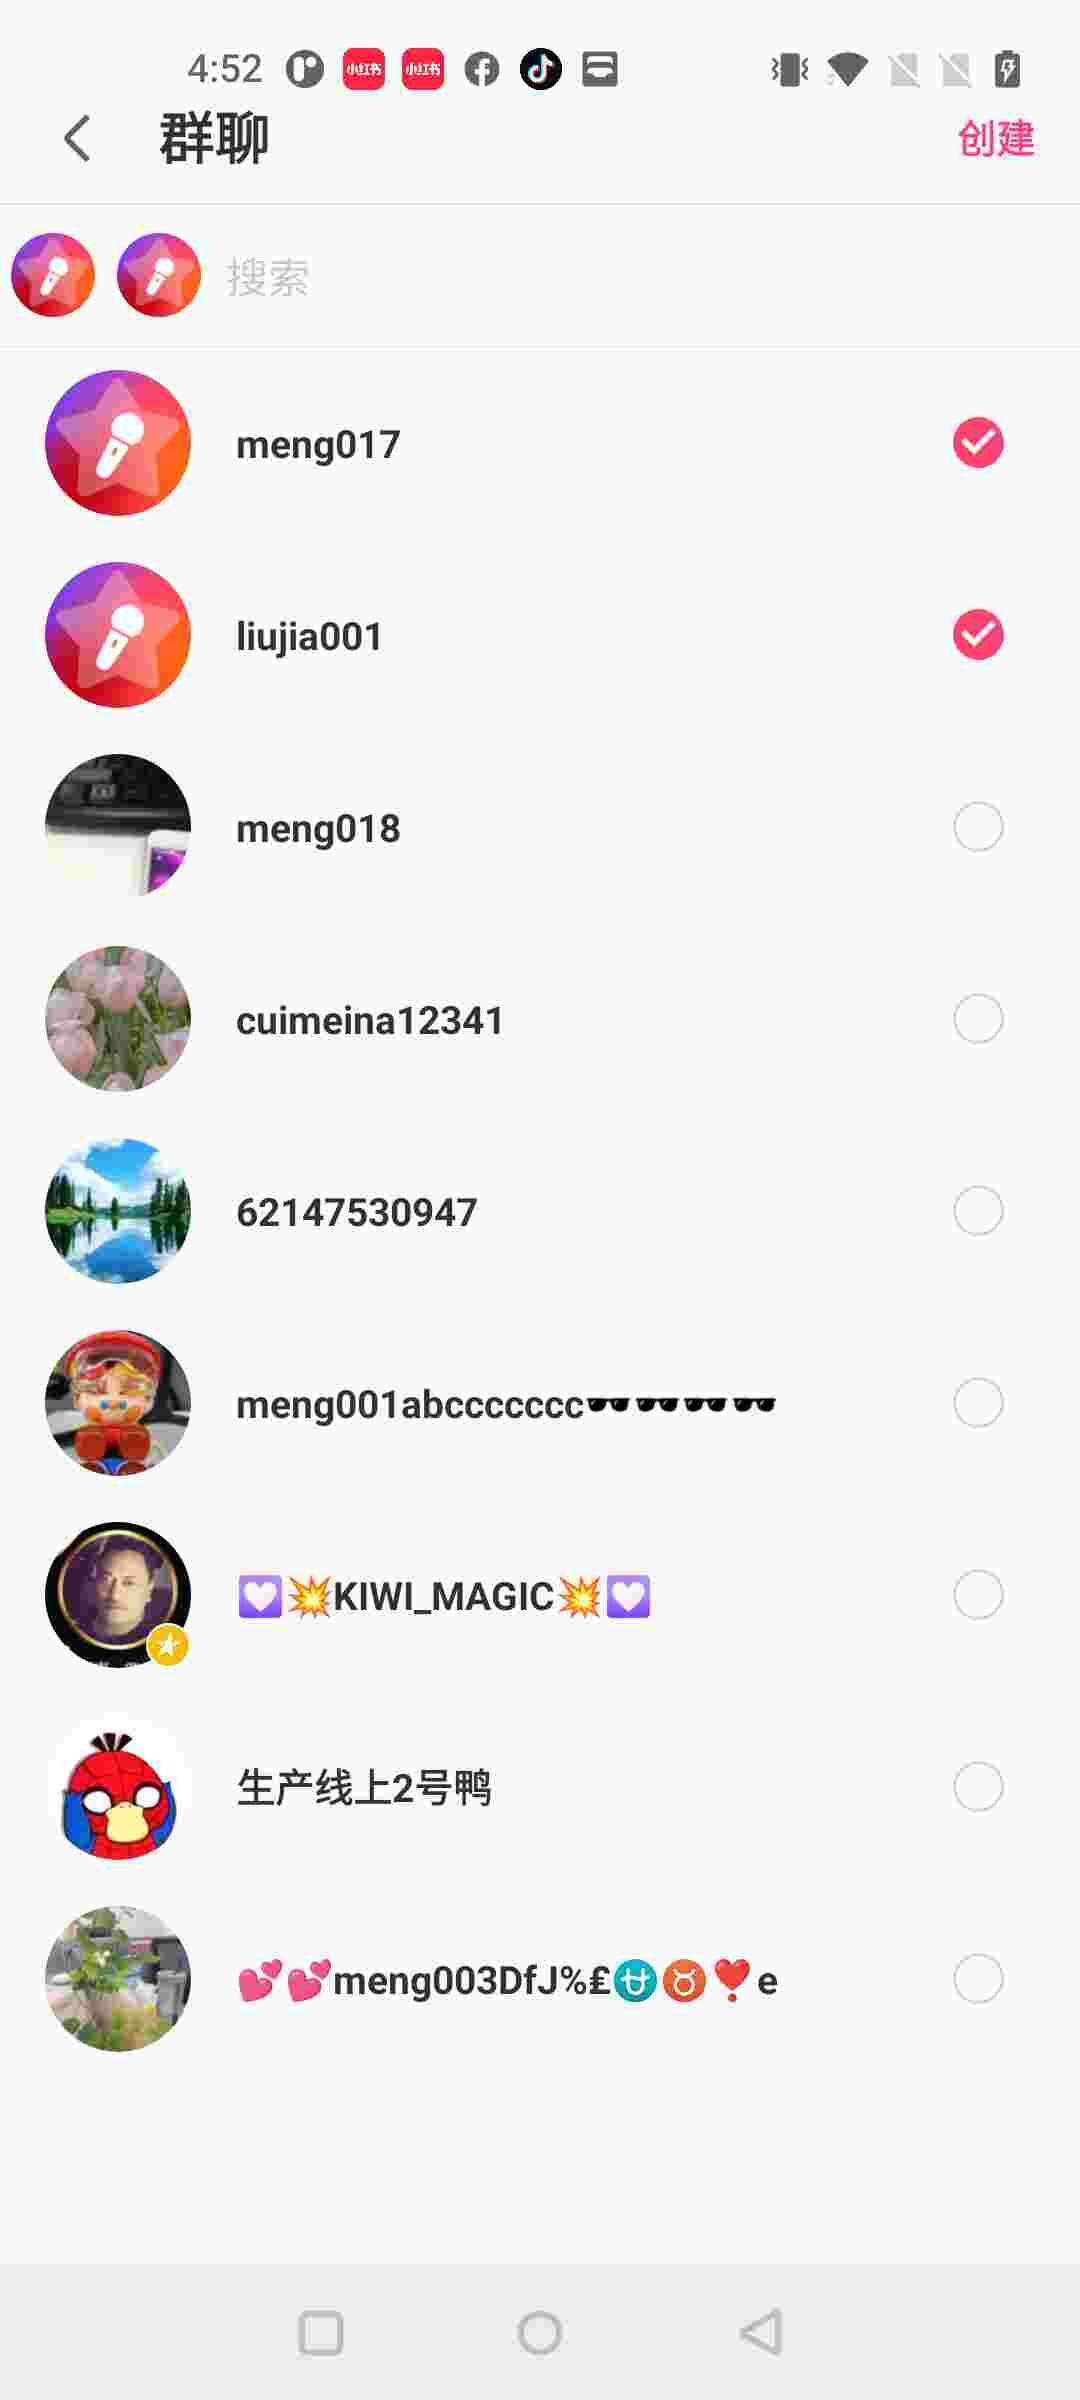 4:52 小红书 小红书
群聊 创建
搜索
meng017
liujia001
meng018
cuimeina12341
62147530947
meng001abccccccc🕶️🕶️🕶️🕶️
💟💥KIWI_MAGIC💥💟
生产线上2号鸭
💕💕meng003DfJ%₤⛎♉❣️e